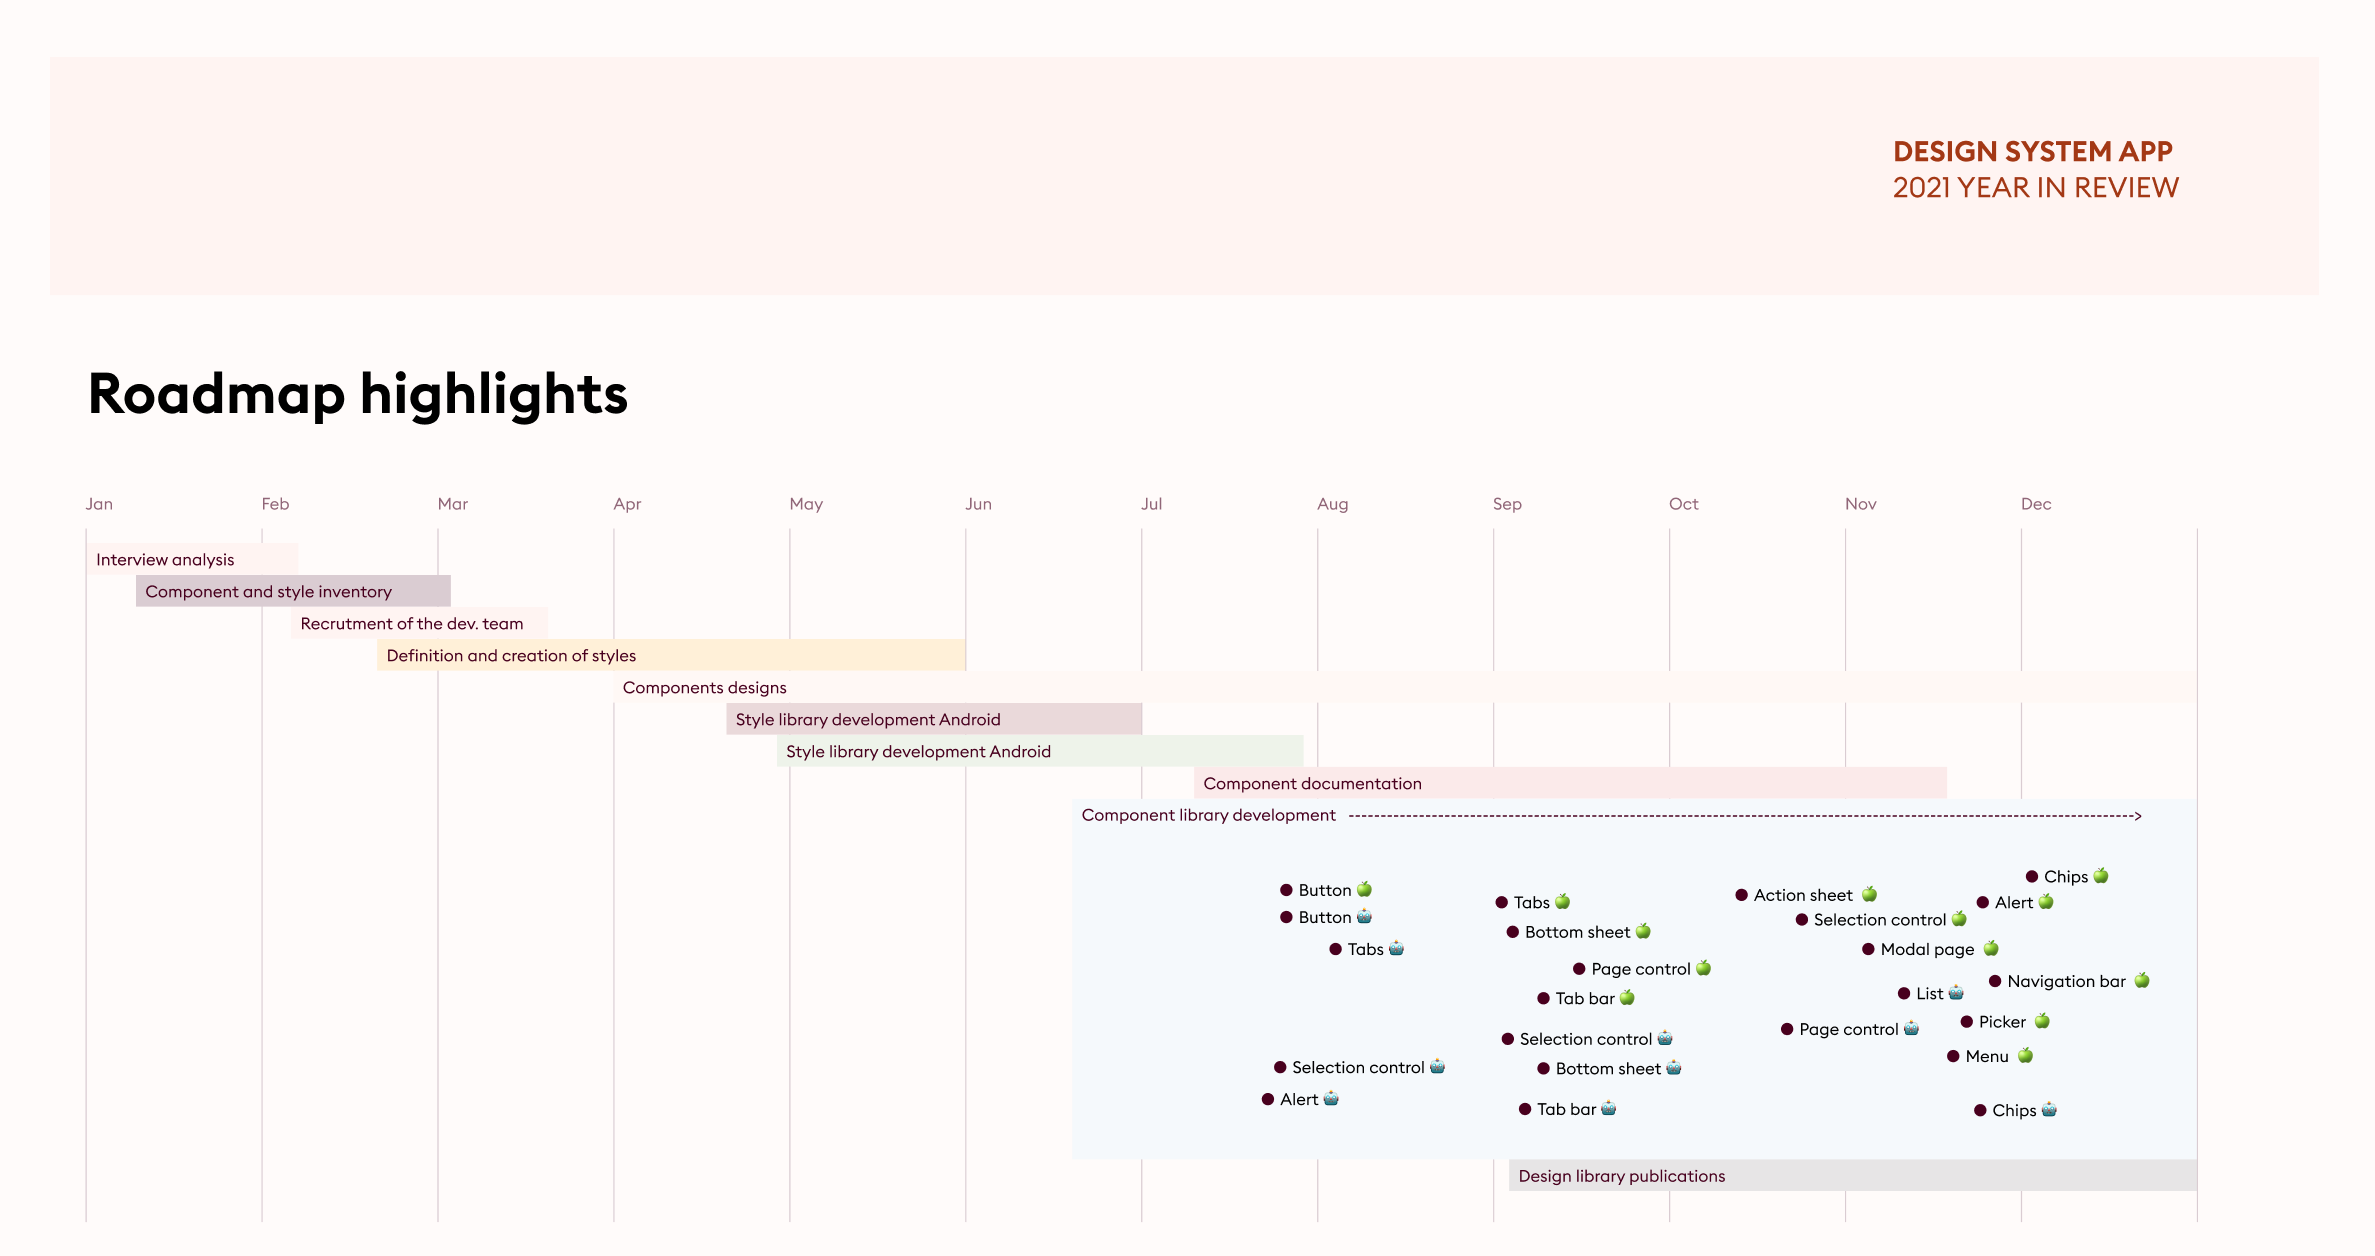 DESIGN SYSTEM APP
2021 YEAR IN REVIEW
Roadmap highlights
Jan Feb Mar Apr May Jun Jul Aug Sep Oct Nov Dec
Interview analysis
Component and style inventory
Recrutment of the dev. team
Definition and creation of styles
Components designs
Style library development Android
Style library development Android
Component documentation
Component library development
Chips 🍏
Button 🍏
Action sheet 🍏
Tabs 🍏
Alert 🍏
Button 🤖
Selection control 🍏
Bottom sheet 🍏
Tabs 🤖
Modal page 🍏
Page control 🍏
Navigation bar 🍏
List 🤖
Tab bar 🍏
Picker 🍏
Page control 🤖
Selection control 🤖
Menu 🍏
Selection control 🤖
Bottom sheet 🤖
Alert 🤖
Tab bar 🤖
Chips 🤖
Design library publications